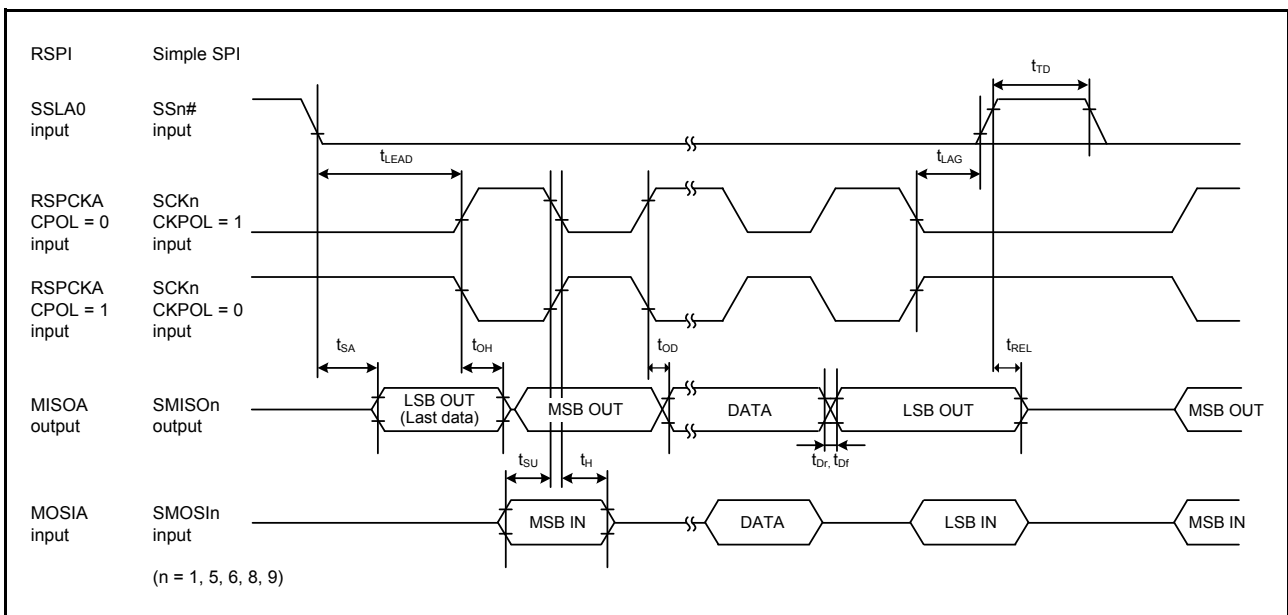 RSPI Simple SPI
tTD
SSLA0 SSn#
input input
tLEAD tLAG
RSPCKA SCKn
CPOL = 0 CKPOL = 1
input input
RSPCKA SCKn
CPOL = 1 CKPOL = 0
input input
tSA tOH tOD tREL
MISOA SMISOn
output output
LSB OUT
(Last data)
MSB OUT DATA LSB OUT MSB OUT
tSU tH tDr, tDf
MOSIA SMOSIn
input input
MSB IN DATA LSB IN MSB IN
(n = 1, 5, 6, 8, 9)